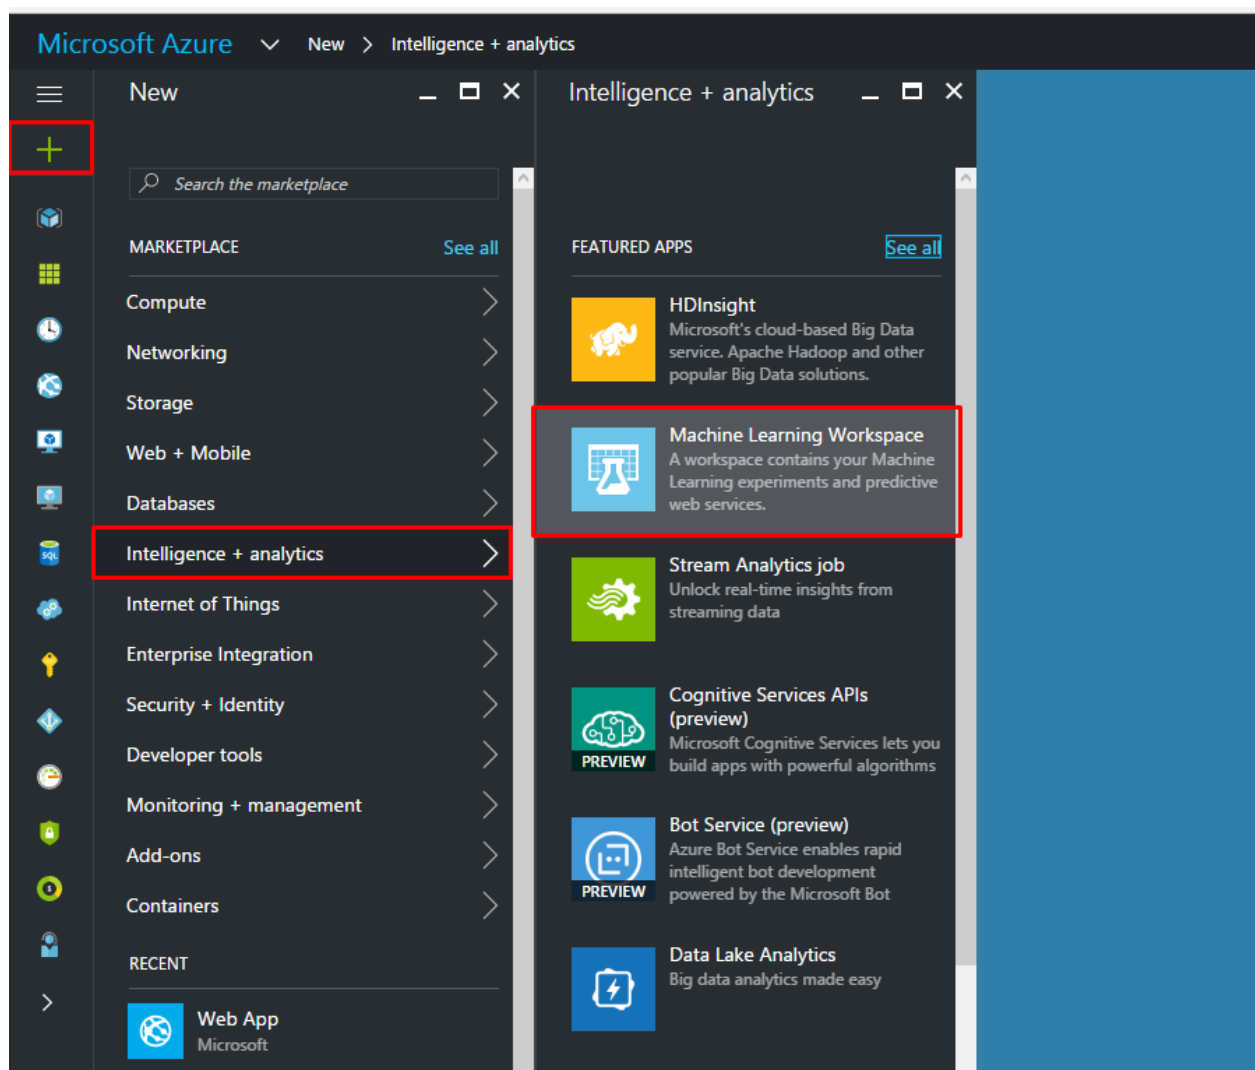 Microsoft Azure New > Intelligence + analytics
New
Search the marketplace
MARKETPLACE See all
Compute
Networking
Storage
Web + Mobile
Databases
Intelligence + analytics
Internet of Things
Enterprise Integration
Security + Identity
Developer tools
Monitoring + management
Add-ons
Containers
RECENT
Web App
Microsoft
Intelligence + analytics
FEATURED APPS See all
HDInsight
Microsoft's cloud-based Big Data
service. Apache Hadoop and other
popular Big Data solutions.
Machine Learning Workspace
A workspace contains your Machine
Learning experiments and predictive
web services.
Stream Analytics job
Unlock real-time insights from
streaming data
Cognitive Services APIs
(preview)
Microsoft Cognitive Services lets you
build apps with powerful algorithms
PREVIEW
Bot Service (preview)
Azure Bot Service enables rapid
intelligent bot development
powered by the Microsoft Bot
PREVIEW
Data Lake Analytics
Big data analytics made easy
SQL